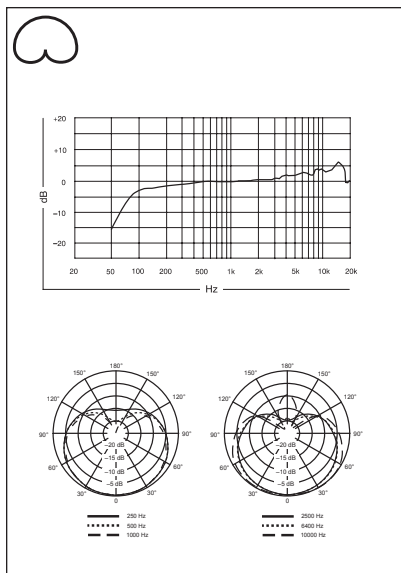 +20
+10
0
−10
−20
dB
20 50 100 200 500 1k 2k 5k 10k 20k
Hz
180°
150° 150°
120° 120°
90° 90°
60° 60°
30° 30°
0
−20 dB
−15 dB
−10 dB
−5 dB
250 Hz
500 Hz
1000 Hz
180°
150° 150°
120° 120°
90° 90°
60° 60°
30° 30°
0
−20 dB
−15 dB
−10 dB
−5 dB
2500 Hz
6400 Hz
10000 Hz